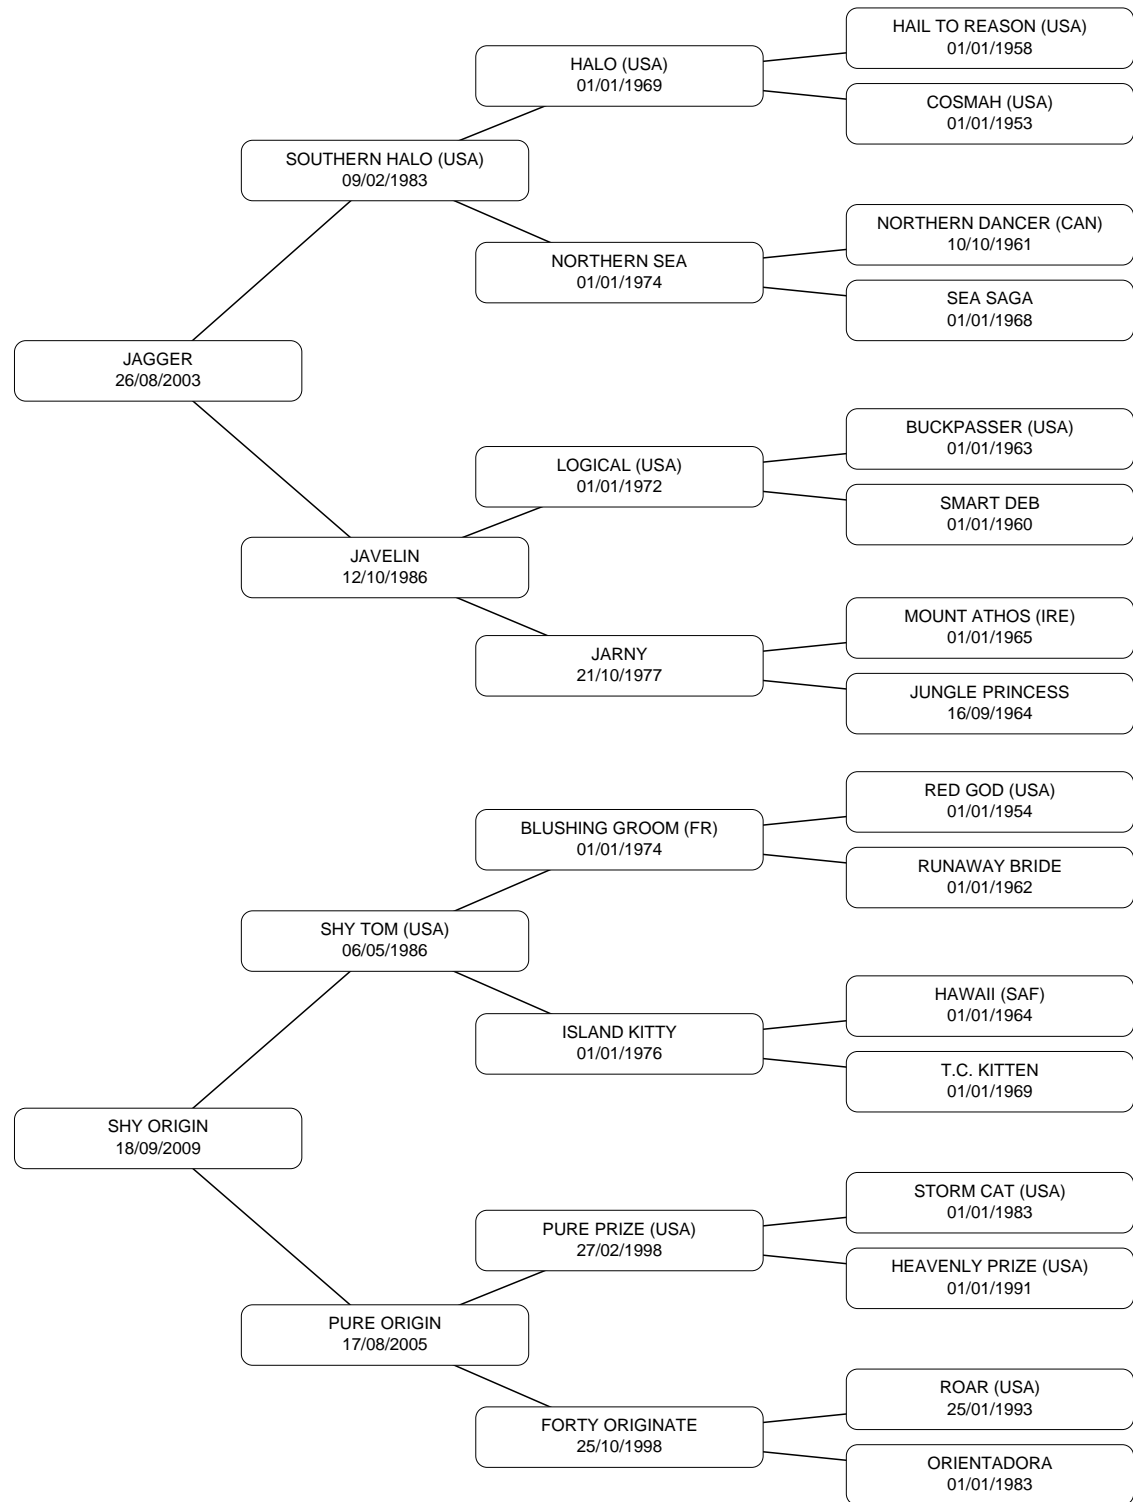 HAIL TO REASON (USA)
01/01/1958
HALO (USA)
01/01/1969
COSMAH (USA)
01/01/1953
SOUTHERN HALO (USA)
09/02/1983
NORTHERN DANCER (CAN)
10/10/1961
NORTHERN SEA
01/01/1974
SEA SAGA
01/01/1968
JAGGER
26/08/2003
BUCKPASSER (USA)
01/01/1963
LOGICAL (USA)
01/01/1972
SMART DEB
01/01/1960
JAVELIN
12/10/1986
MOUNT ATHOS (IRE)
01/01/1965
JARNY
21/10/1977
JUNGLE PRINCESS
16/09/1964
RED GOD (USA)
01/01/1954
BLUSHING GROOM (FR)
01/01/1974
RUNAWAY BRIDE
01/01/1962
SHY TOM (USA)
06/05/1986
HAWAII (SAF)
01/01/1964
ISLAND KITTY
01/01/1976
T.C. KITTEN
01/01/1969
SHY ORIGIN
18/09/2009
STORM CAT (USA)
01/01/1983
PURE PRIZE (USA)
27/02/1998
HEAVENLY PRIZE (USA)
01/01/1991
PURE ORIGIN
17/08/2005
ROAR (USA)
25/01/1993
FORTY ORIGINATE
25/10/1998
ORIENTADORA
01/01/1983